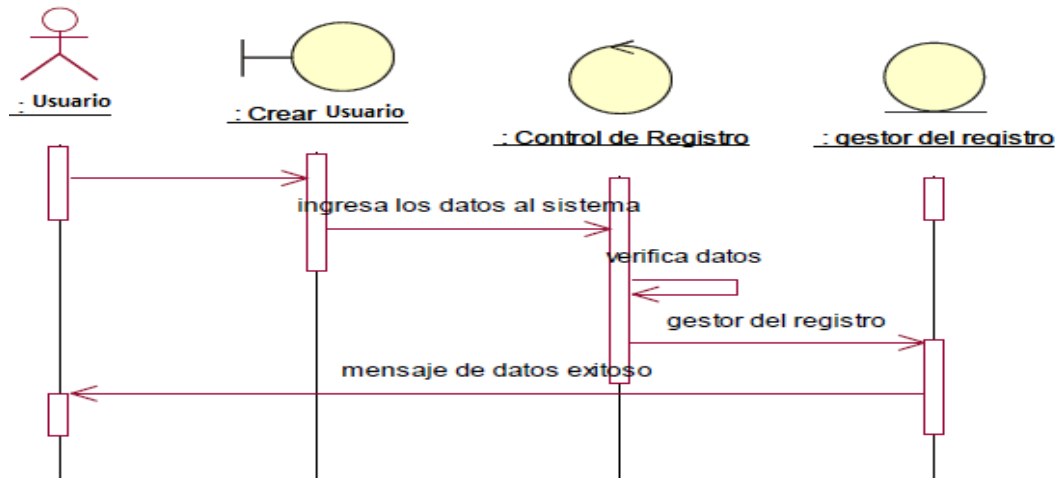 : Usuario
: Crear Usuario
: Control de Registro
: gestor del registro
ingresa los datos al sistema
verifica datos
gestor del registro
mensaje de datos exitoso